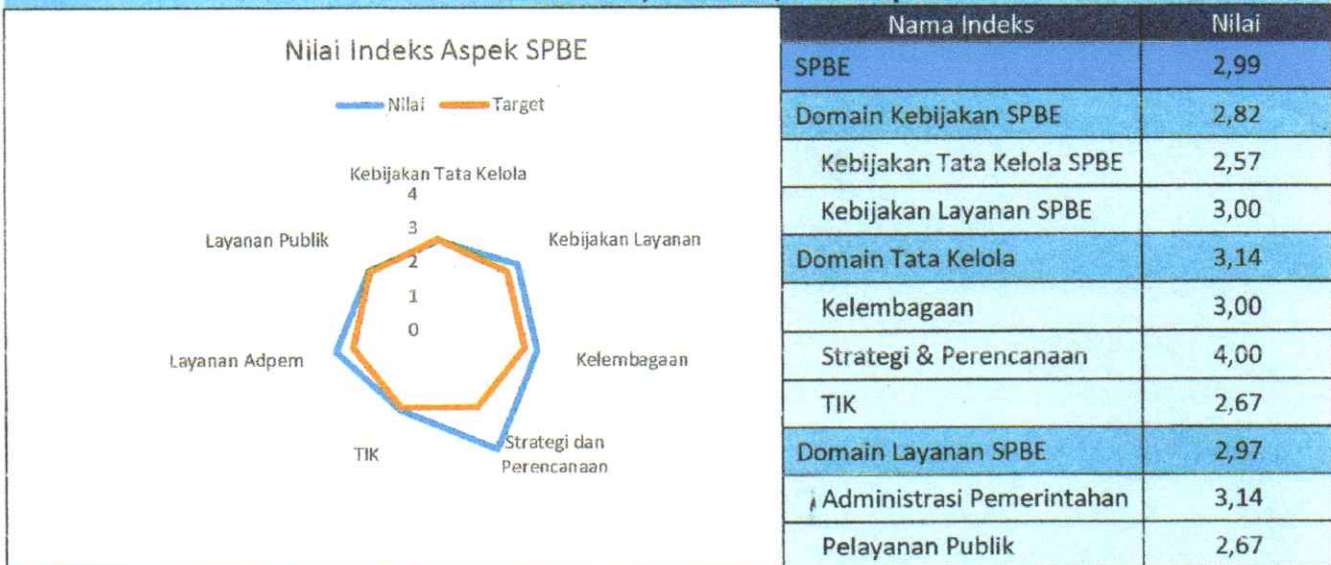 Nilai Indeks Aspek SPBE
Nilai Target
Kebijakan Tata Kelola
4
3
2
1
0
Kebijakan Layanan
Kelembagaan
Strategi dan
Perencanaan
TIK
Layanan Adpem
Layanan Publik
Nama Indeks Nilai
SPBE 2,99
Domain Kebijakan SPBE 2,82
Kebijakan Tata Kelola SPBE 2,57
Kebijakan Layanan SPBE 3,00
Domain Tata Kelola 3,14
Kelembagaan 3,00
Strategi & Perencanaan 4,00
TIK 2,67
Domain Layanan SPBE 2,97
Administrasi Pemerintahan 3,14
Pelayanan Publik 2,67